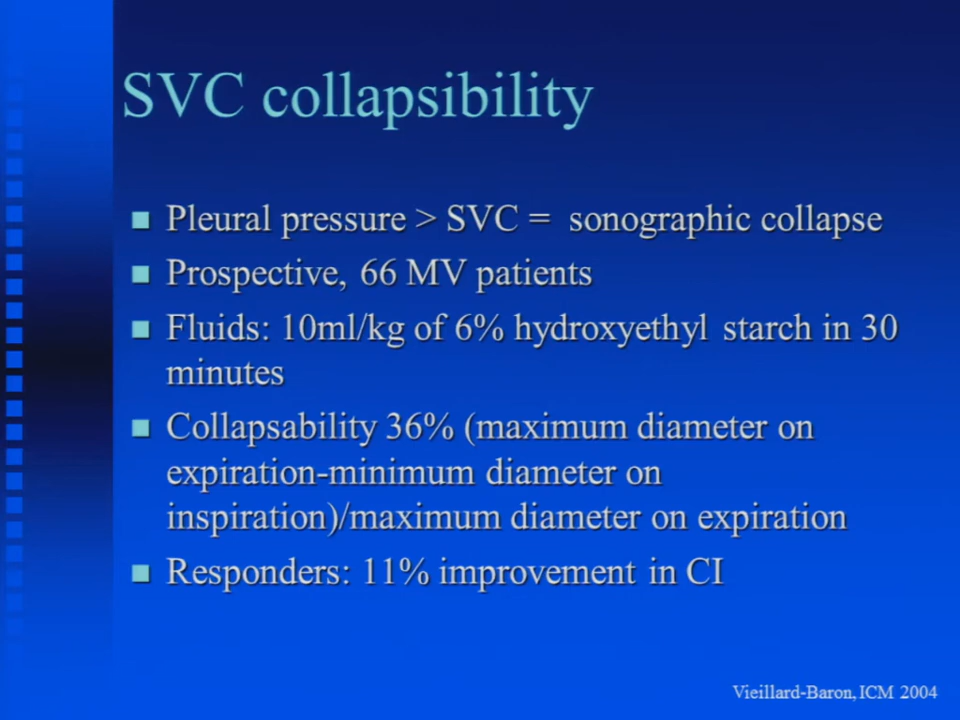 SVC collapsibility
Pleural pressure > SVC = sonographic collapse
Prospective, 66 MV patients
Fluids: 10ml/kg of 6% hydroxyethyl starch in 30
minutes
Collapsability 36% (maximum diameter on
expiration-minimum diameter on
inspiration)/maximum diameter on expiration
Responders: 11% improvement in CI
Vieillard-Baron, ICM 2004